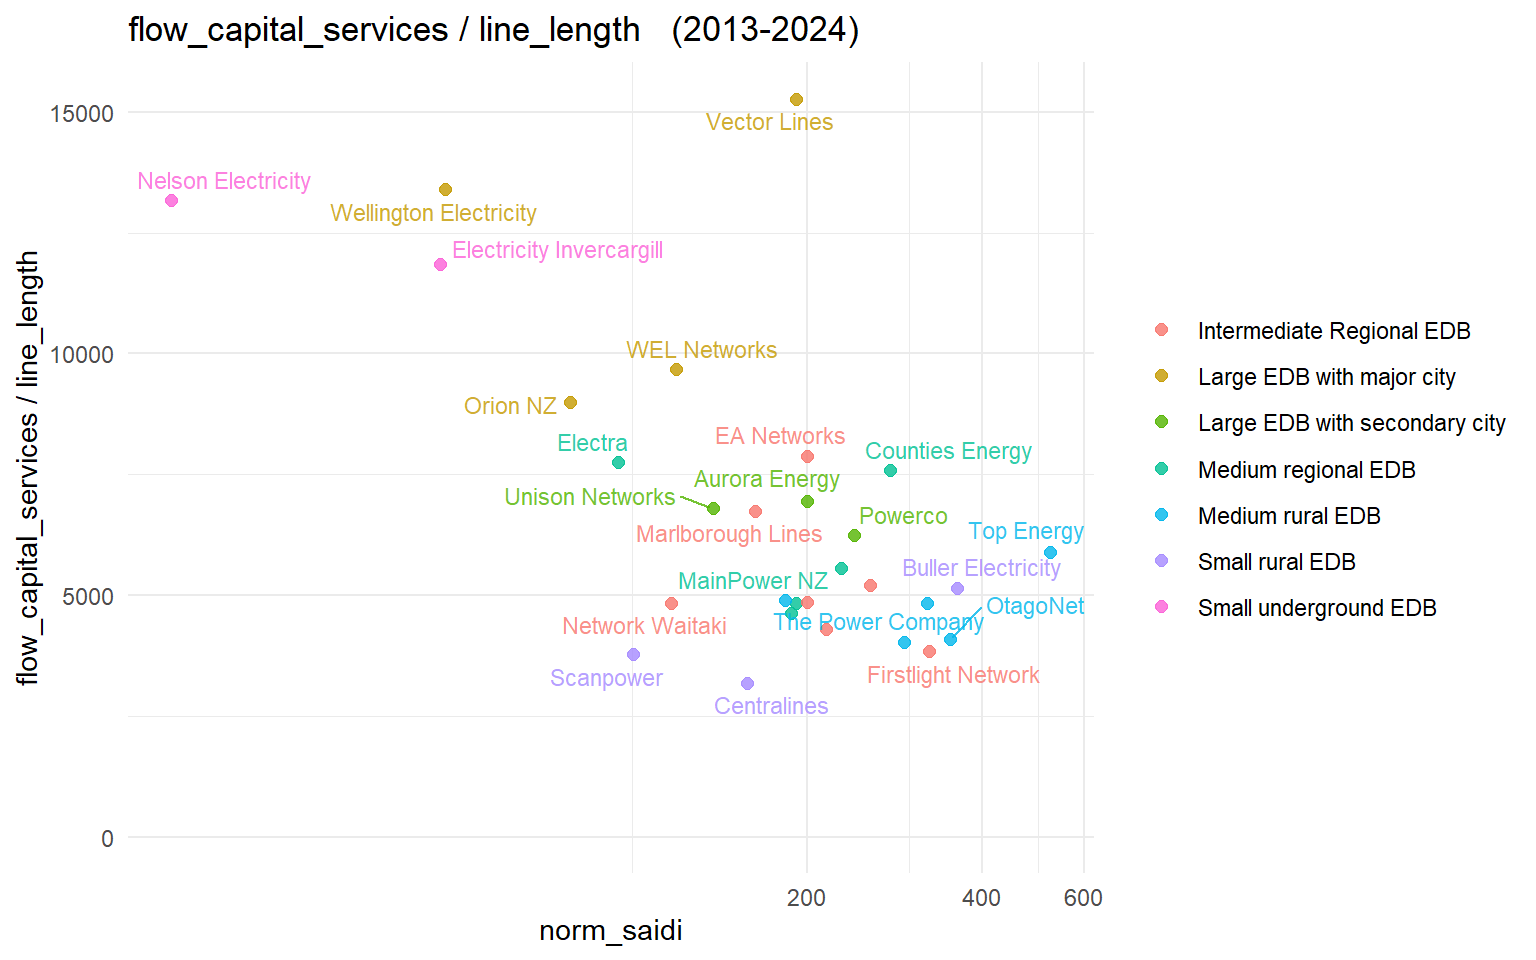 flow_capital_services / line_length   (2013-2024)
flow_capital_services / line_length
15000
10000
5000
0
200
400
600
norm_saidi
Vector Lines
Nelson Electricity
Wellington Electricity
Electricity Invercargill
WEL Networks
Orion NZ
EA Networks
Electra
Counties Energy
Aurora Energy
Unison Networks
Powerco
Marlborough Lines
Top Energy
Buller Electricity
MainPower NZ
OtagoNet
The Power Company
Network Waitaki
Firstlight Network
Scanpower
Centralines
Intermediate Regional EDB
Large EDB with major city
Large EDB with secondary city
Medium regional EDB
Medium rural EDB
Small rural EDB
Small underground EDB